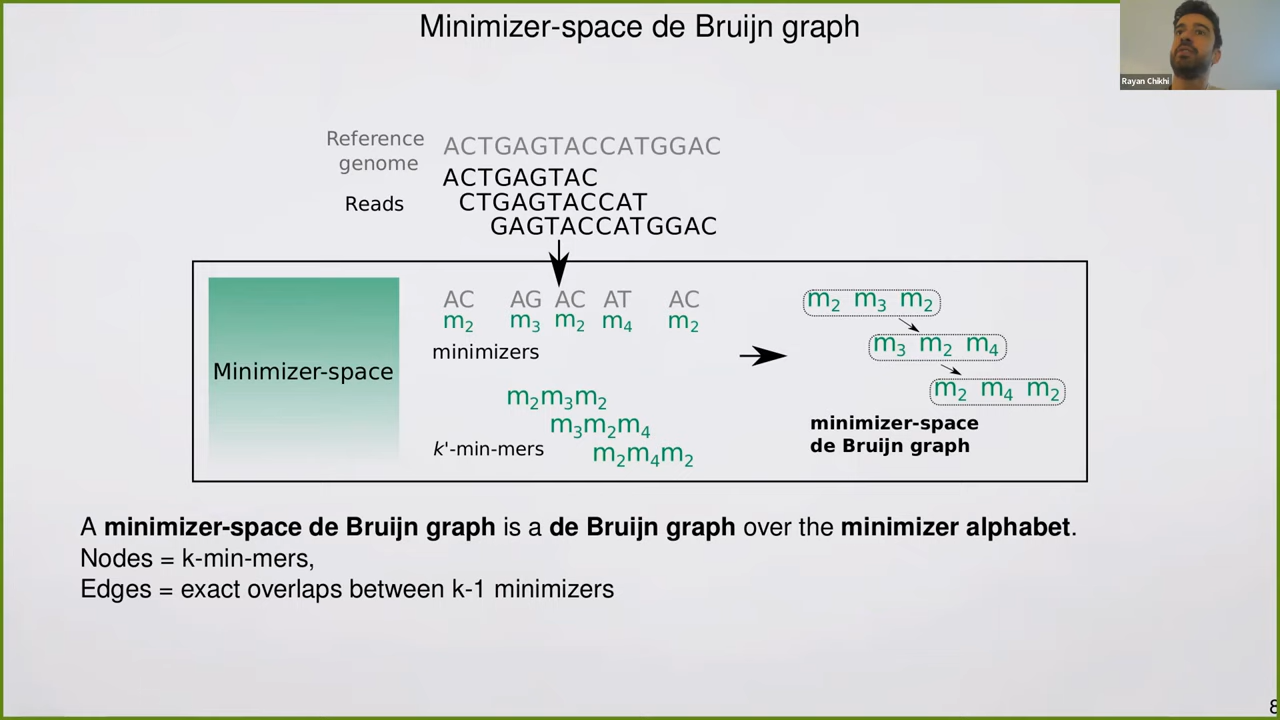 Minimizer-space de Bruijn graph
Rayan Chikhi
Reference genome
ACTGAGTACCATGGAC
Reads
ACTGAGTAC
CTGAGTACCAT
GAGTACCATGGAC
Minimizer-space
AC AG AC AT AC
m₂ m₃ m₂ m₄ m₂
minimizers
m₂m₃m₂
m₃m₂m₄
k'-min-mers
m₂m₄m₂
m₂ m₃ m₂
m₃ m₂ m₄
m₂ m₄ m₂
minimizer-space
de Bruijn graph
A minimizer-space de Bruijn graph is a de Bruijn graph over the minimizer alphabet.
Nodes = k-min-mers,
Edges = exact overlaps between k-1 minimizers
8